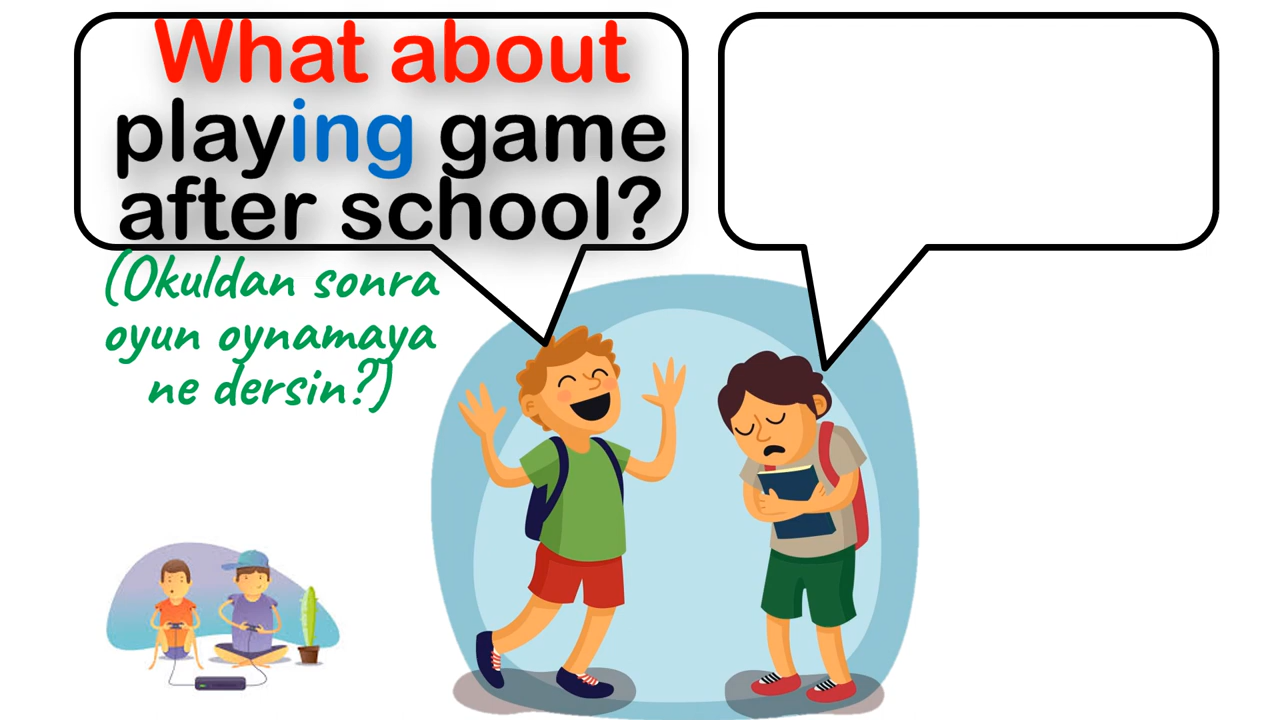 What about
playing game
after school?
(Okuldan sonra
oyun oynamaya
ne dersin?)